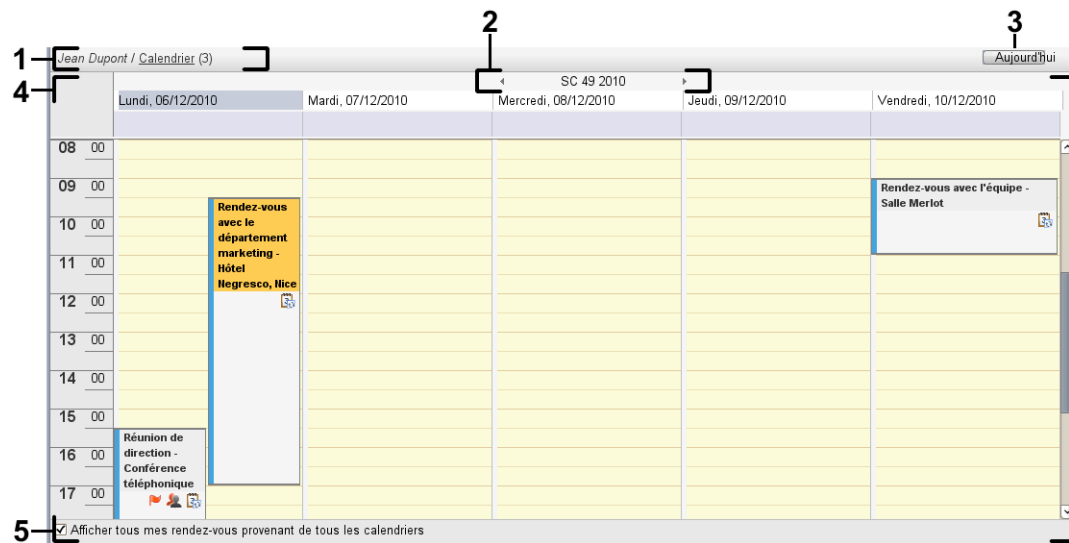 2
3
1
Jean Dupont / Calendrier (3)
Aujourd'hui
4
SC 49 2010
Lundi, 06/12/2010
Mardi, 07/12/2010
Mercredi, 08/12/2010
Jeudi, 09/12/2010
Vendredi, 10/12/2010
08 00
09 00
Rendez-vous avec l'équipe -
Salle Merlot
Rendez-vous
avec le
département
marketing -
Hôtel
Negresco, Nice
10 00
11 00
12 00
13 00
14 00
15 00
Réunion de
direction -
Conférence
téléphonique
16 00
17 00
5
Afficher tous mes rendez-vous provenant de tous les calendriers